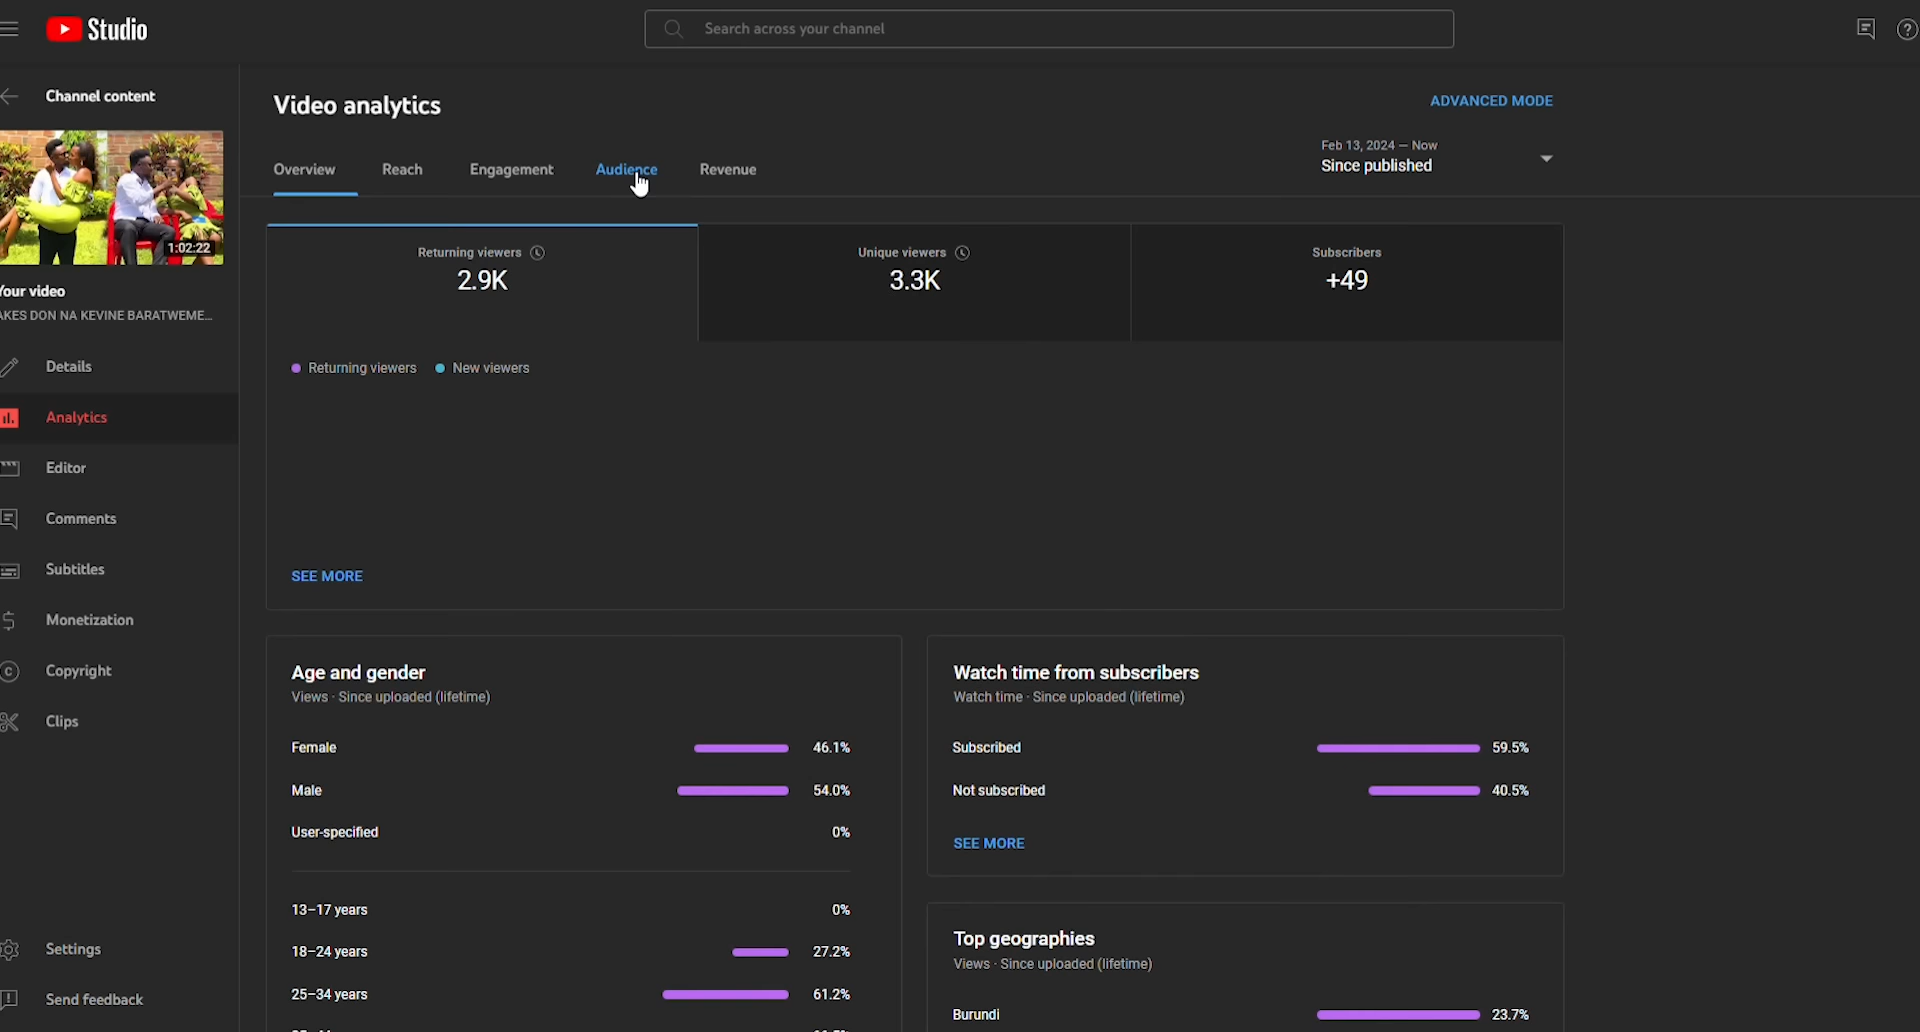 Studio
Search across your channel
Channel content
1:02:22
Your video
AKES DON NA KEVINE BARATWEME...
Details
Analytics
Editor
Comments
Subtitles
Monetization
Copyright
Clips
Settings
Send feedback
Video analytics
ADVANCED MODE
Feb 13, 2024 – Now
Since published
Overview
Reach
Engagement
Audience
Revenue
Returning viewers
2.9K
Unique viewers
3.3K
Subscribers
+49
Returning viewers
New viewers
SEE MORE
Age and gender
Views · Since uploaded (lifetime)
Female 46.1%
Male 54.0%
User-specified 0%
13–17 years 0%
18–24 years 27.2%
25–34 years 61.2%
Watch time from subscribers
Watch time · Since uploaded (lifetime)
Subscribed 59.5%
Not subscribed 40.5%
SEE MORE
Top geographies
Views · Since uploaded (lifetime)
Burundi 23.7%